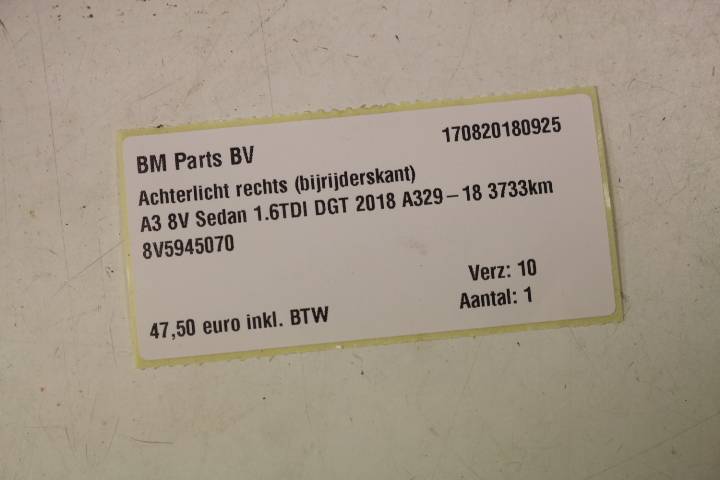 BM Parts BV 170820180925
Achterlicht rechts (bijrijderskant)
A3 8V Sedan 1.6TDI DGT 2018 A329-18 3733km
8V5945070
Verz: 10
47,50 euro inkl. BTW Aantal: 1